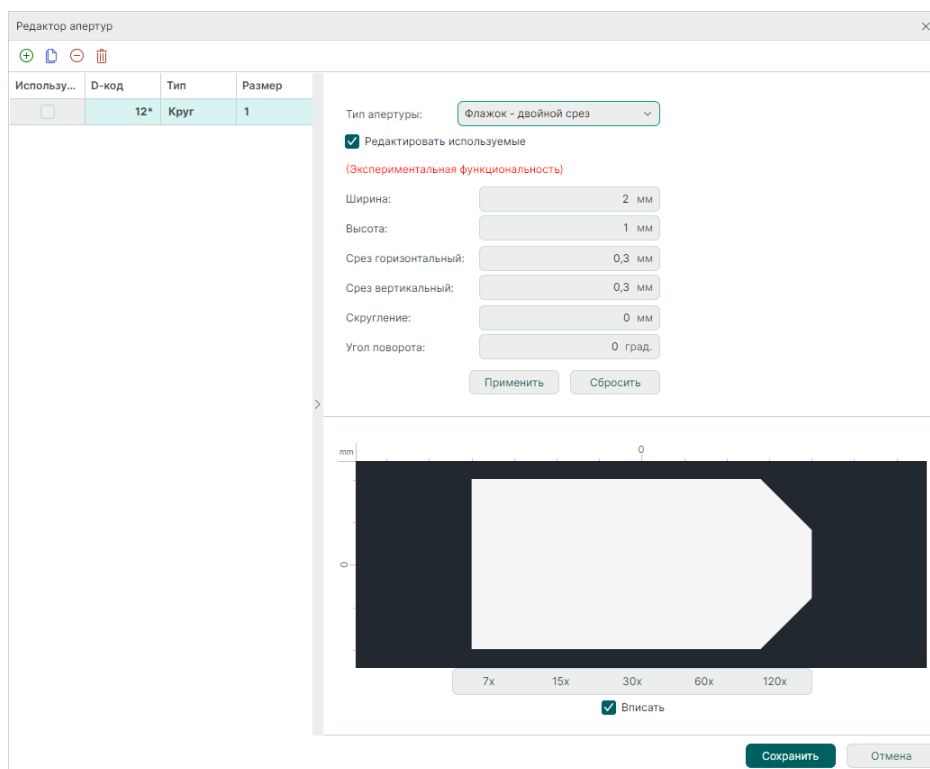 Редактор апертур
Использу... D-код Тип Размер
12* Круг 1
Тип апертуры: Флажок - двойной срез
Редактировать используемые
(Экспериментальная функциональность)
Ширина: 2 мм
Высота: 1 мм
Срез горизонтальный: 0,3 мм
Срез вертикальный: 0,3 мм
Скругление: 0 мм
Угол поворота: 0 град.
Применить Сбросить
mm 0
0
7x 15x 30x 60x 120x
Вписать
Сохранить Отмена